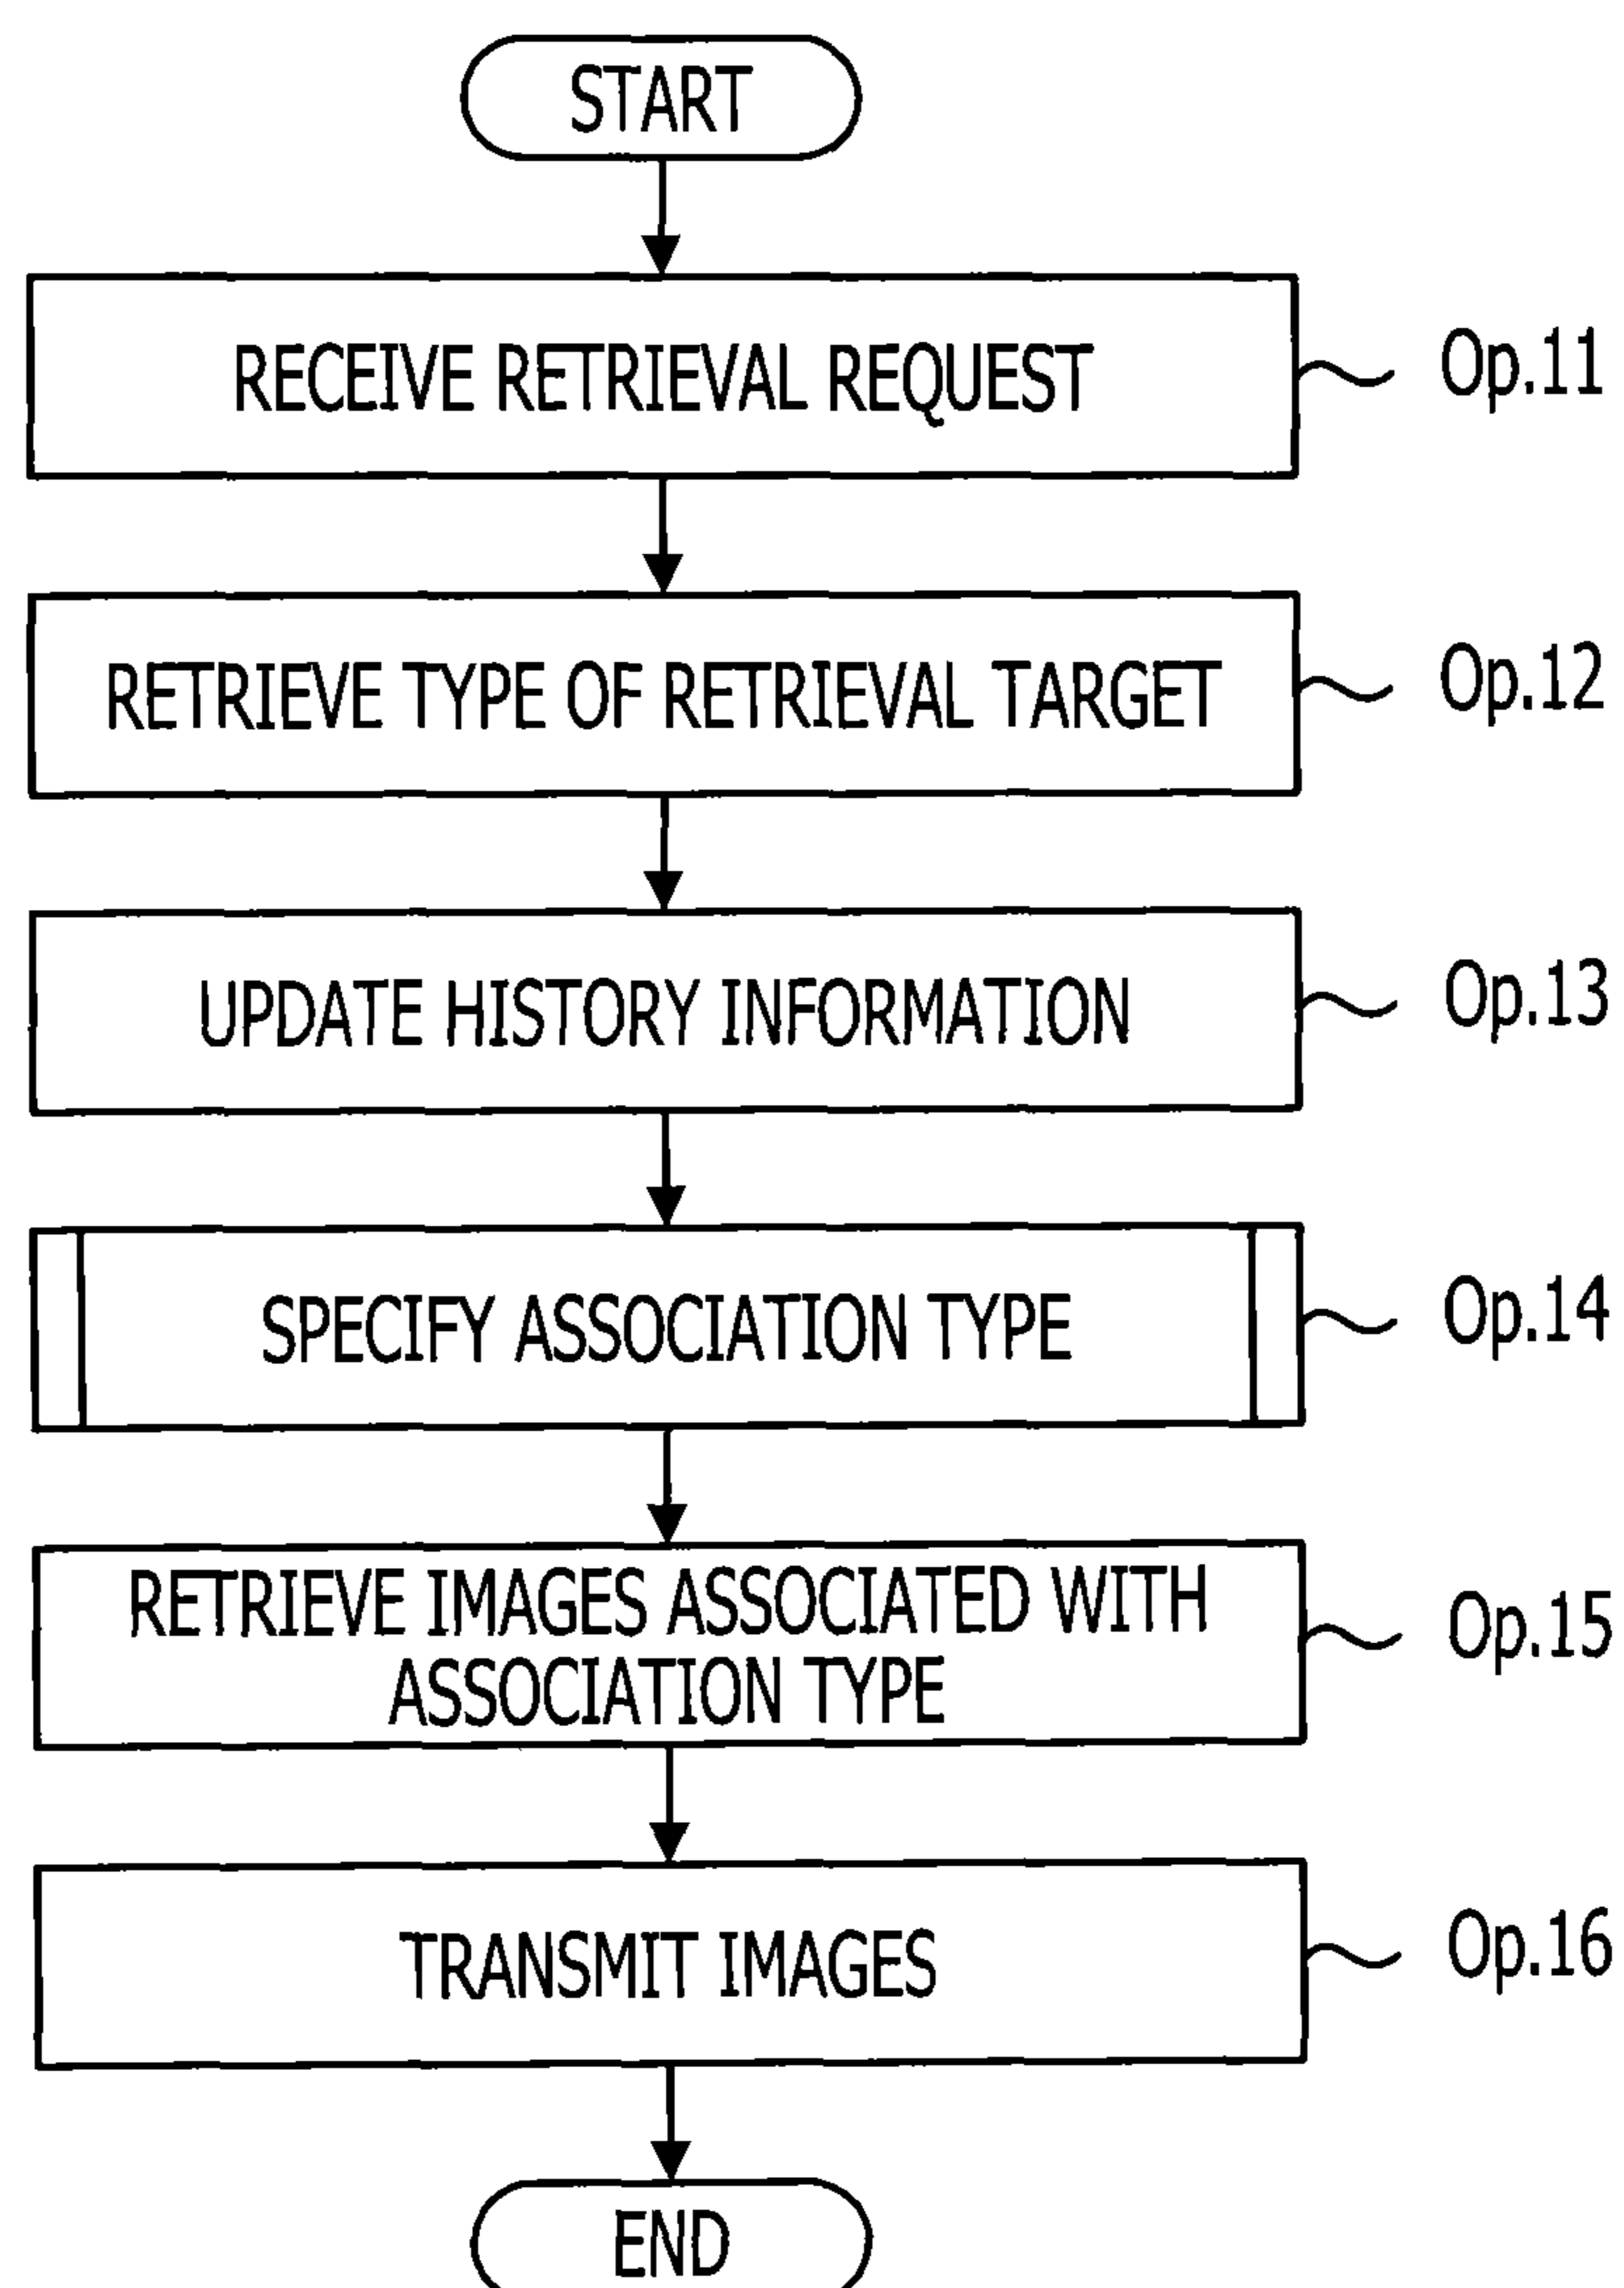 START
RECEIVE RETRIEVAL REQUEST
Op.11
RETRIEVE TYPE OF RETRIEVAL TARGET
Op.12
UPDATE HISTORY INFORMATION
Op.13
SPECIFY ASSOCIATION TYPE
Op.14
RETRIEVE IMAGES ASSOCIATED WITH
ASSOCIATION TYPE
Op.15
TRANSMIT IMAGES
Op.16
END